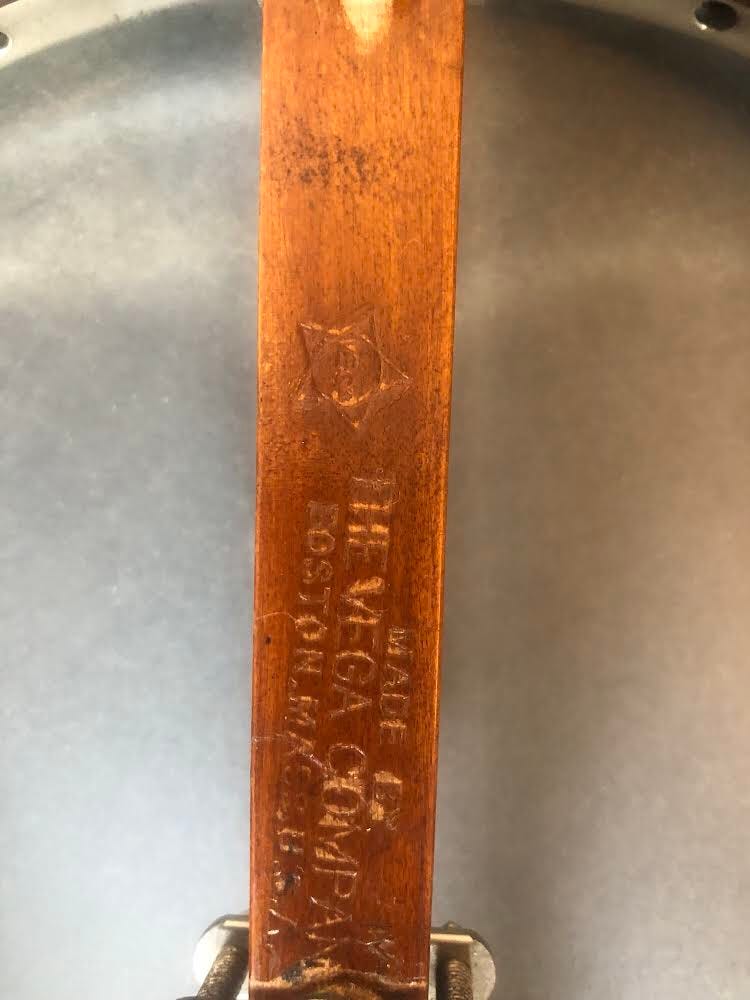 MADE BY
THE VEGA COMPANY
BOSTON, MASS. U.S.A.